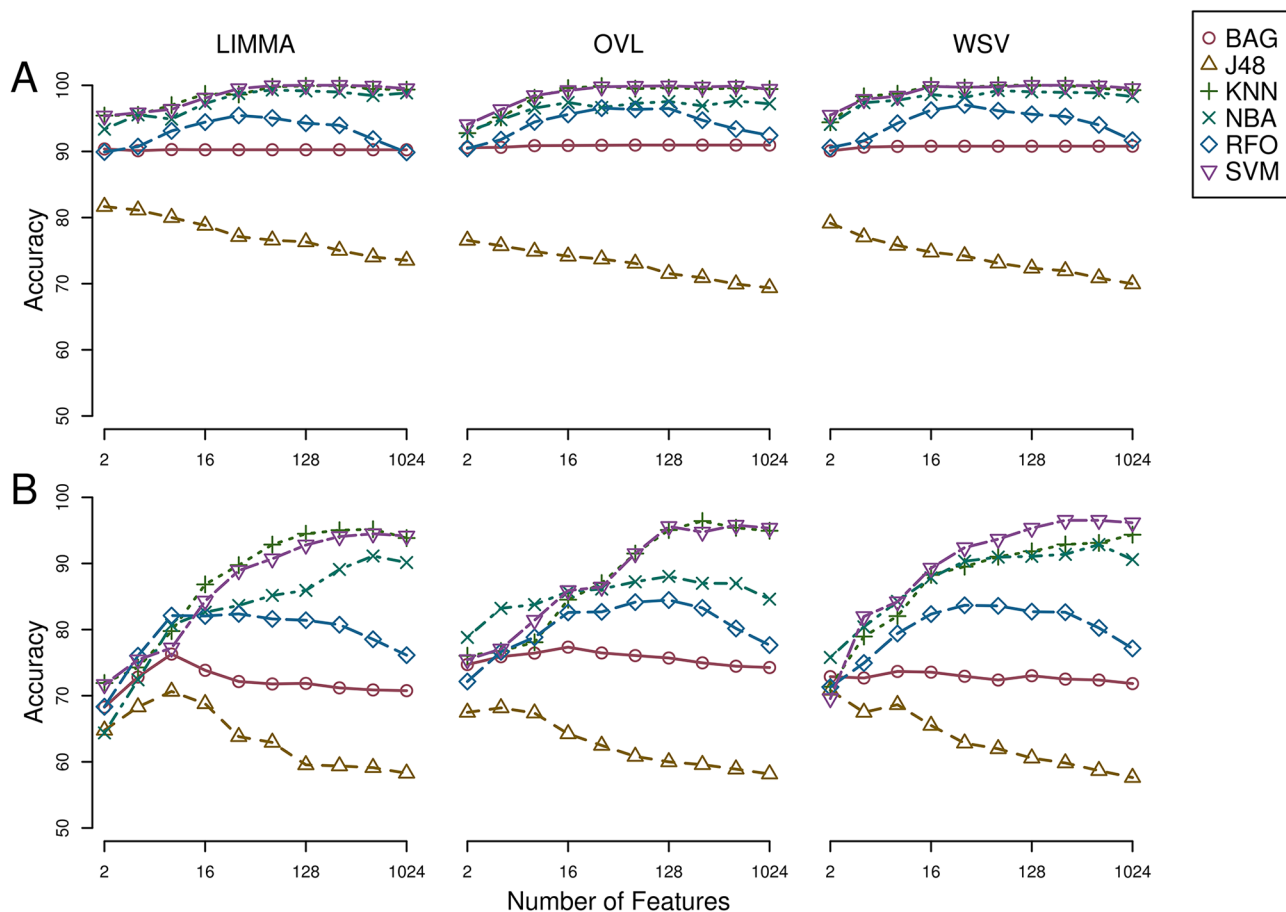 LIMMA OVL WSV
BAG
J48
KNN
NBA
RFO
SVM
A
Accuracy
100
90
80
70
60
50
2 16 128 1024 2 16 128 1024 2 16 128 1024
B
Accuracy
100
90
80
70
60
50
2 16 128 1024 2 16 128 1024 2 16 128 1024
Number of Features